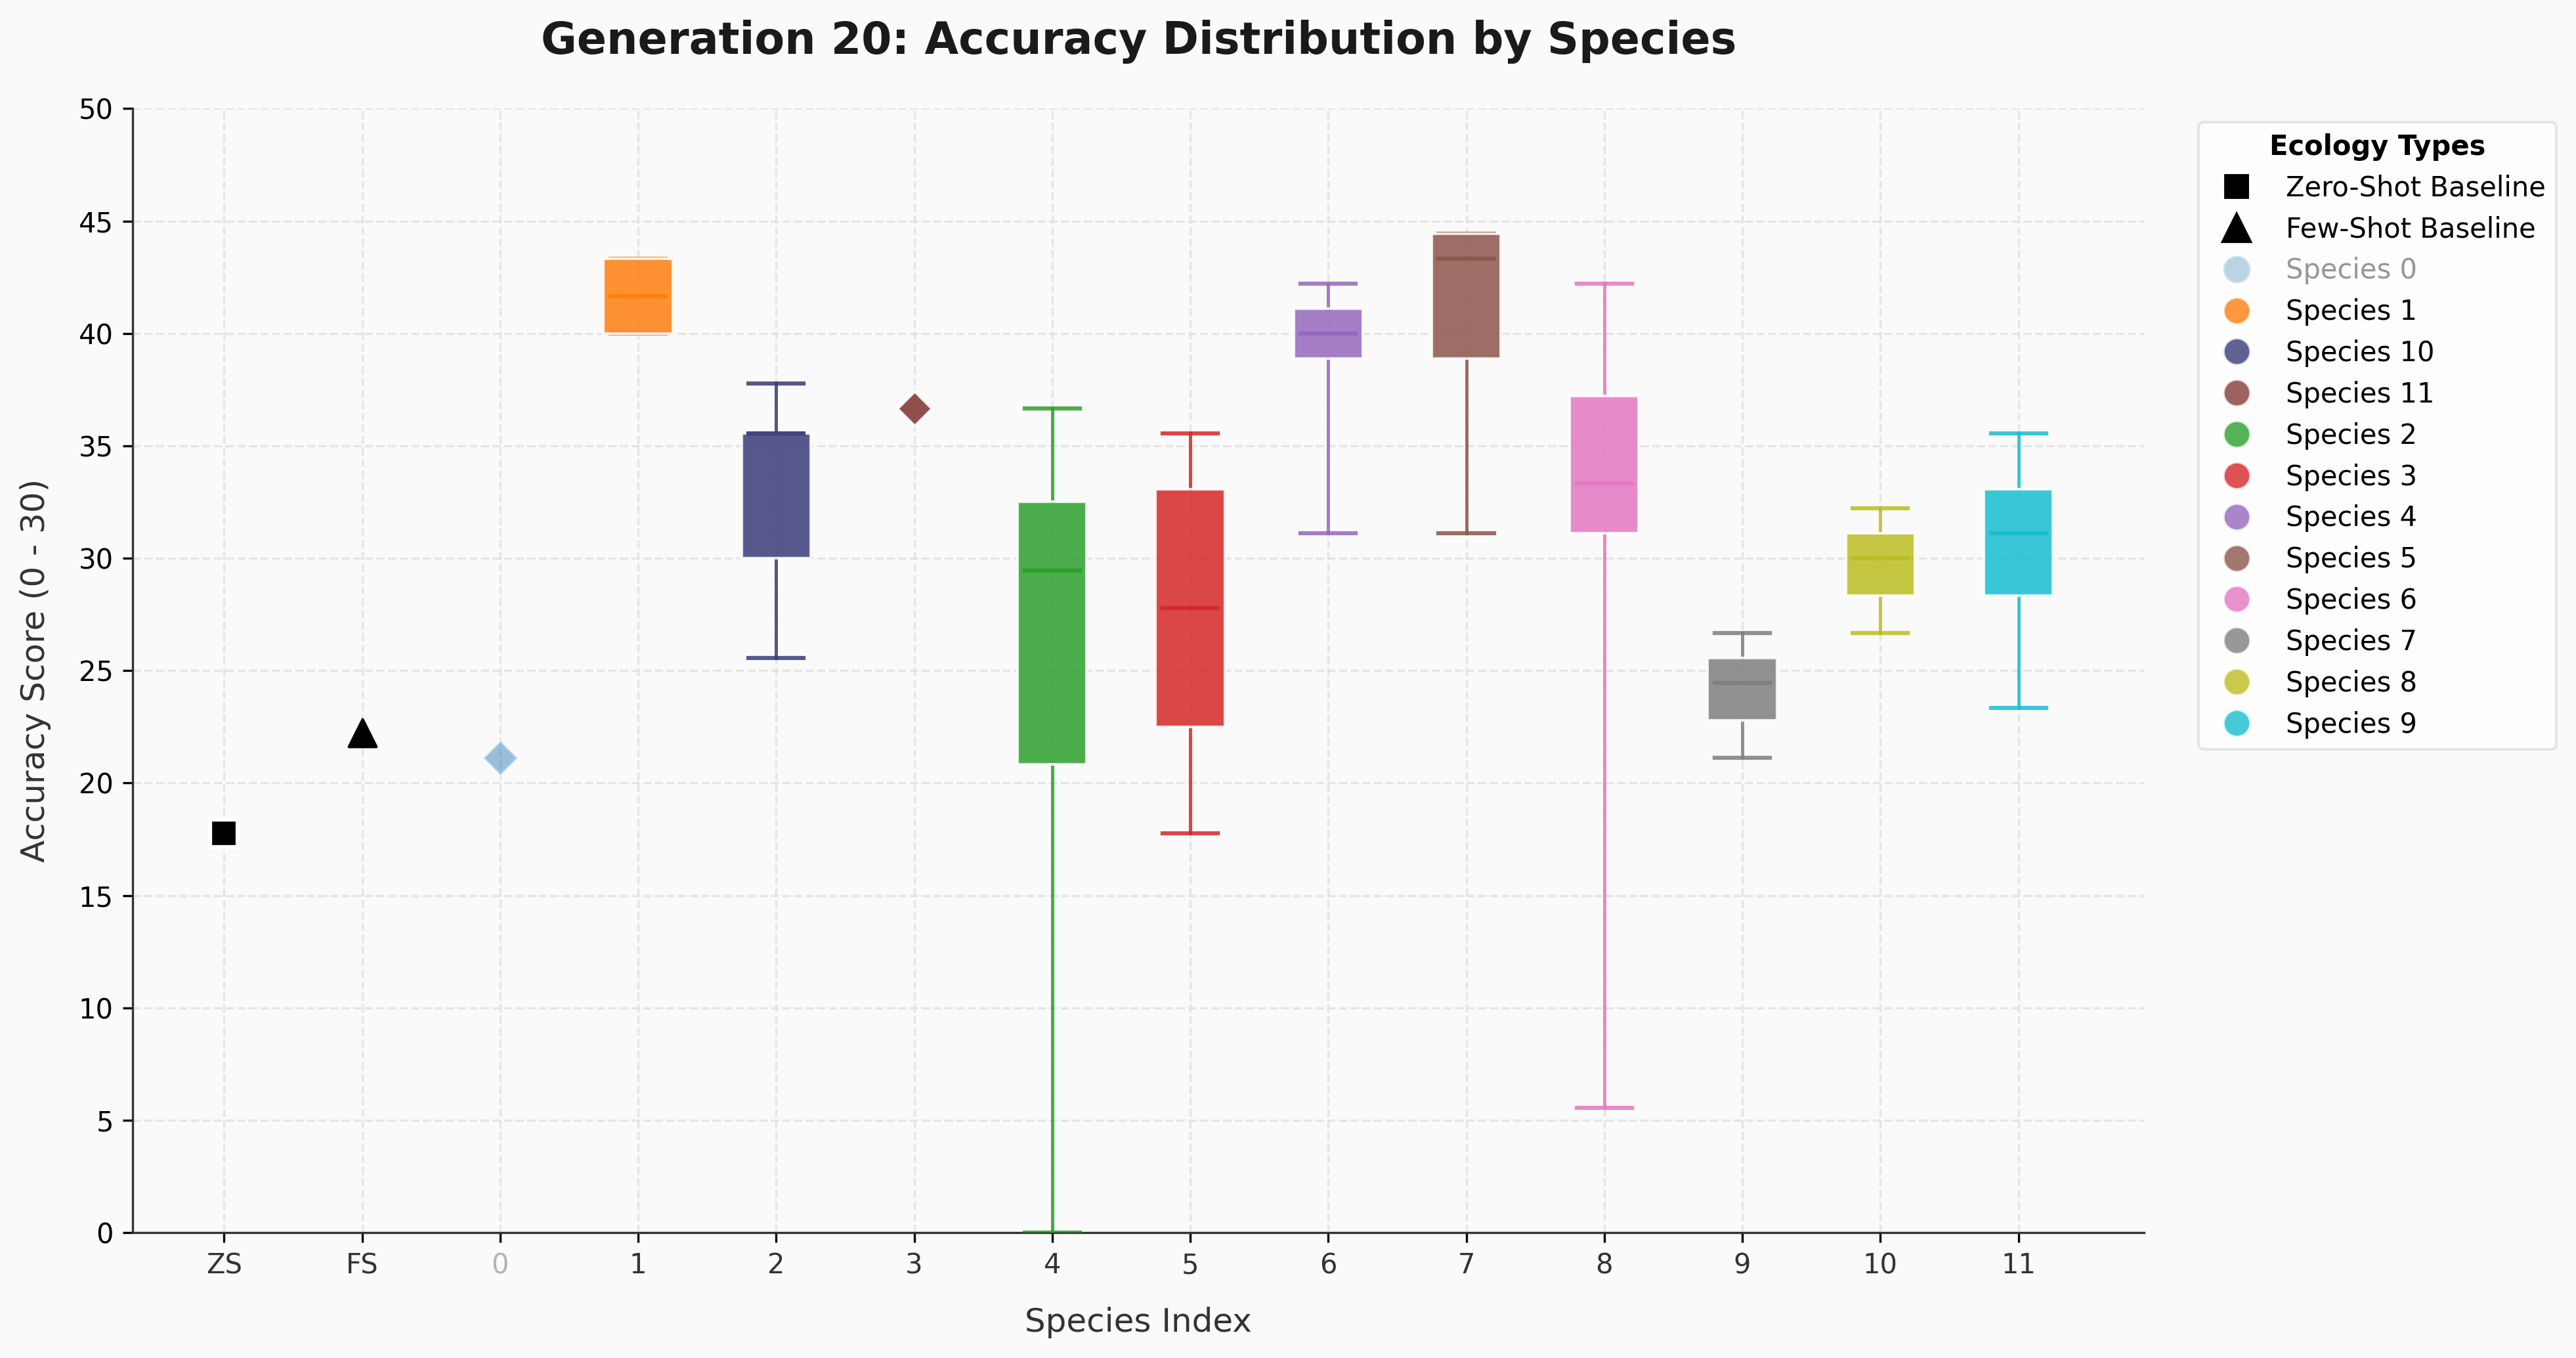 Generation 20: Accuracy Distribution by Species
Accuracy Score (0 - 30)
50
45
40
35
30
25
20
15
10
5
0
ZS FS 0 1 2 3 4 5 6 7 8 9 10 11
Species Index
Ecology Types
Zero-Shot Baseline
Few-Shot Baseline
Species 0
Species 1
Species 10
Species 11
Species 2
Species 3
Species 4
Species 5
Species 6
Species 7
Species 8
Species 9